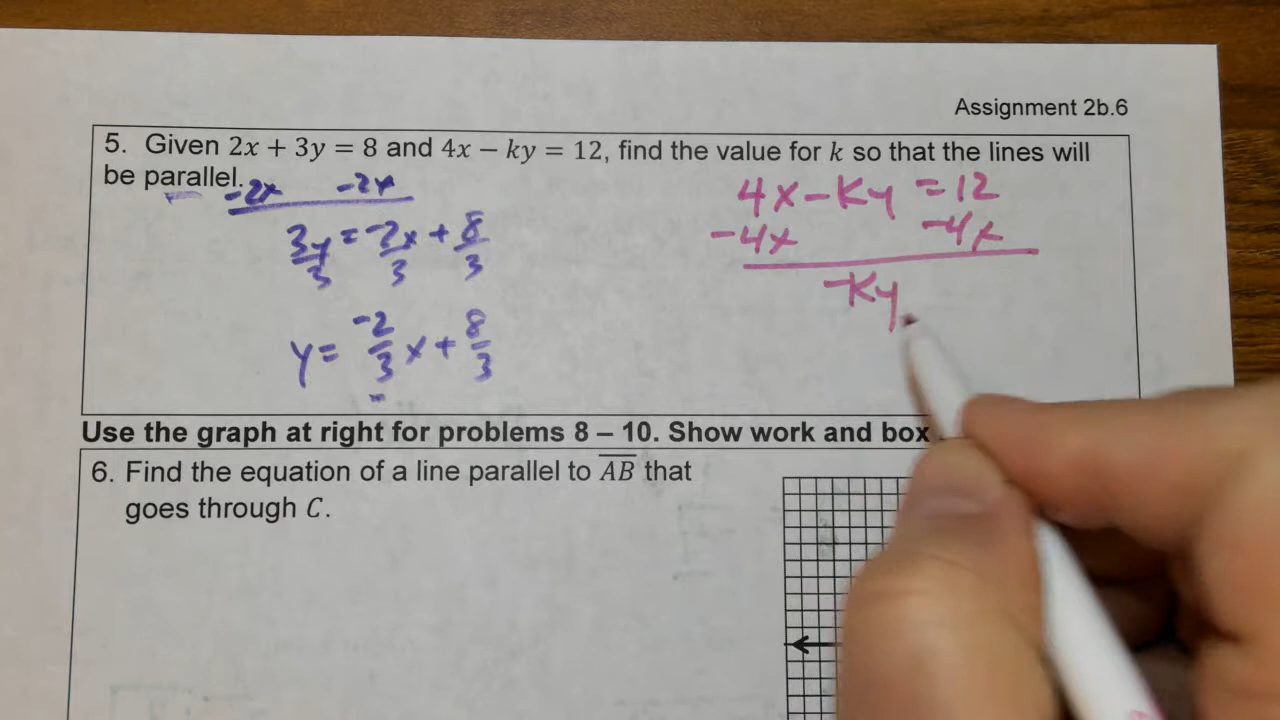 Assignment 2b.6
5. Given 2x + 3y = 8 and 4x − ky = 12, find the value for k so that the lines will
be parallel.
-2x -2x
3y/3 = -2x/3 + 8/3
y = -2/3 x + 8/3
4x - Ky = 12
-4x -4x
-Ky
Use the graph at right for problems 8 – 10. Show work and box
6. Find the equation of a line parallel to A̅B̅ that
goes through C.